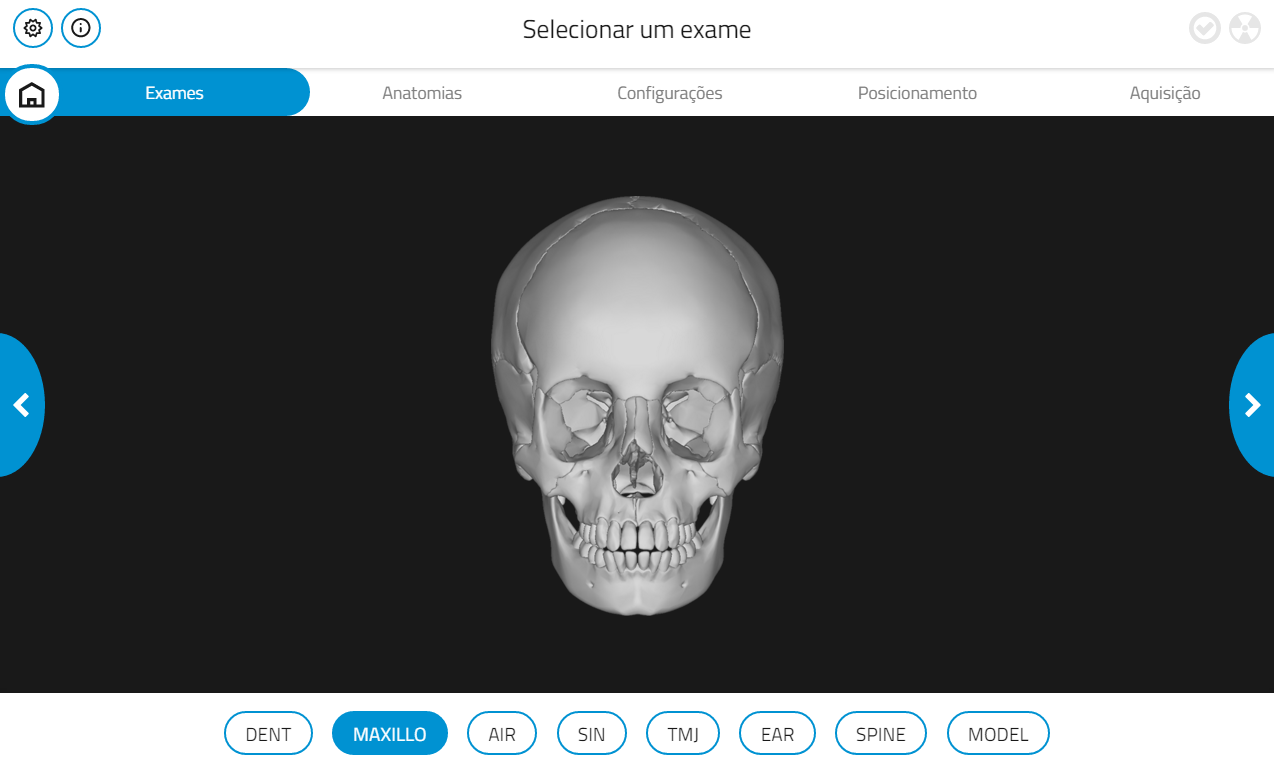 Selecionar um exame
Exames
Anatomias
Configurações
Posicionamento
Aquisição
DENT
MAXILLO
AIR
SIN
TMJ
EAR
SPINE
MODEL